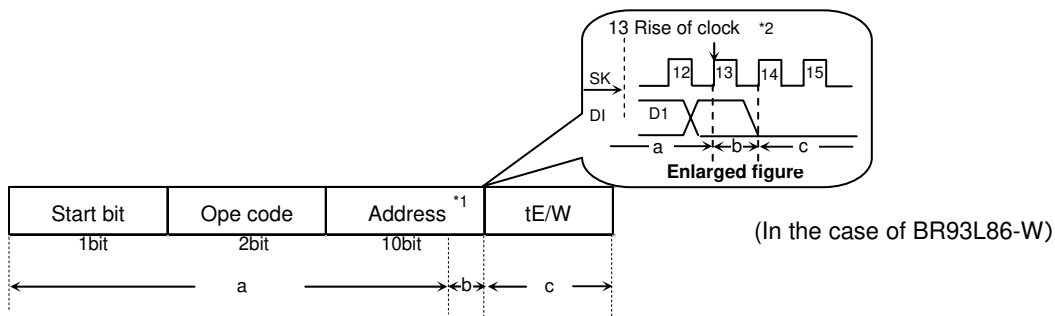 13 Rise of clock *2
SK
12 13 14 15
DI
D1
a b c
Enlarged figure
Start bit Ope code Address *1 tE/W
1bit 2bit 10bit
(In the case of BR93L86-W)
a b c